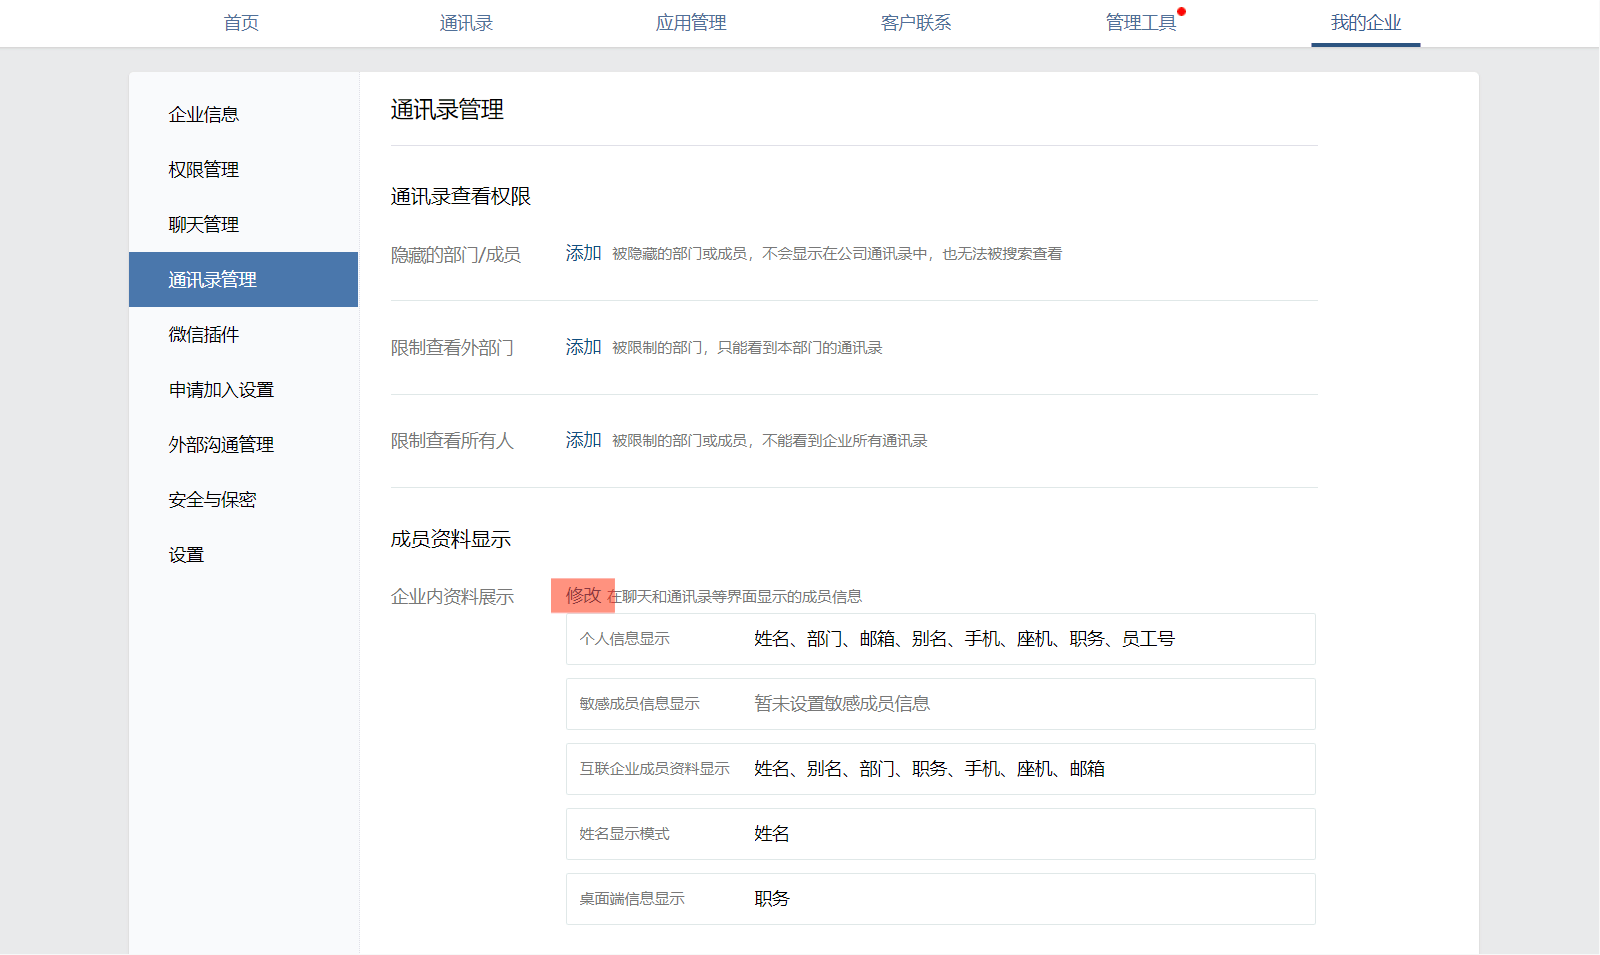 首页 通讯录 应用管理 客户联系 管理工具 我的企业
企业信息
权限管理
聊天管理
通讯录管理
微信插件
申请加入设置
外部沟通管理
安全与保密
设置
通讯录管理
通讯录查看权限
隐藏的部门/成员 添加 被隐藏的部门或成员，不会显示在公司通讯录中，也无法被搜索查看
限制查看外部门 添加 被限制的部门，只能看到本部门的通讯录
限制查看所有人 添加 被限制的部门或成员，不能看到企业所有通讯录
成员资料显示
企业内资料展示 修改 在聊天和通讯录等界面显示的成员信息
个人信息显示 姓名、部门、邮箱、别名、手机、座机、职务、员工号
敏感成员信息显示 暂未设置敏感成员信息
互联企业成员资料显示 姓名、别名、部门、职务、手机、座机、邮箱
姓名显示模式 姓名
桌面端信息显示 职务